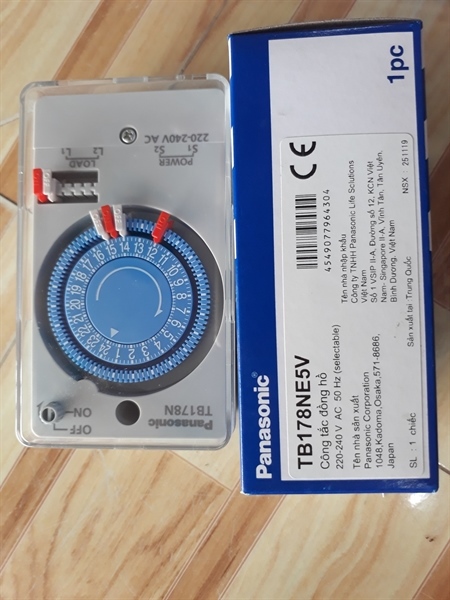 Panasonic
TB178N
OFF
ON
POWER
S1
S2
LOAD
L2
L1
220-240V AC
Panasonic
1pc
TB178NE5V
Công tắc đồng hồ
220-240 V AC 50 Hz (selectable)
Tên nhà sản xuất
Panasonic Corporation
1048,Kadoma,Osaka,571-8686,
Japan
SL : 1 chiếc
4549077964304
CE
Tên nhà nhập khẩu
Công ty TNHH Panasonic Life Solutions
Việt Nam
Số 1 VSIP II-A, Đường số 12, KCN Việt
Nam- Singapore II-A, Vĩnh Tân, Tân Uyên,
Bình Dương, Việt Nam
NSX : 251119
Sản xuất tại Trung Quốc